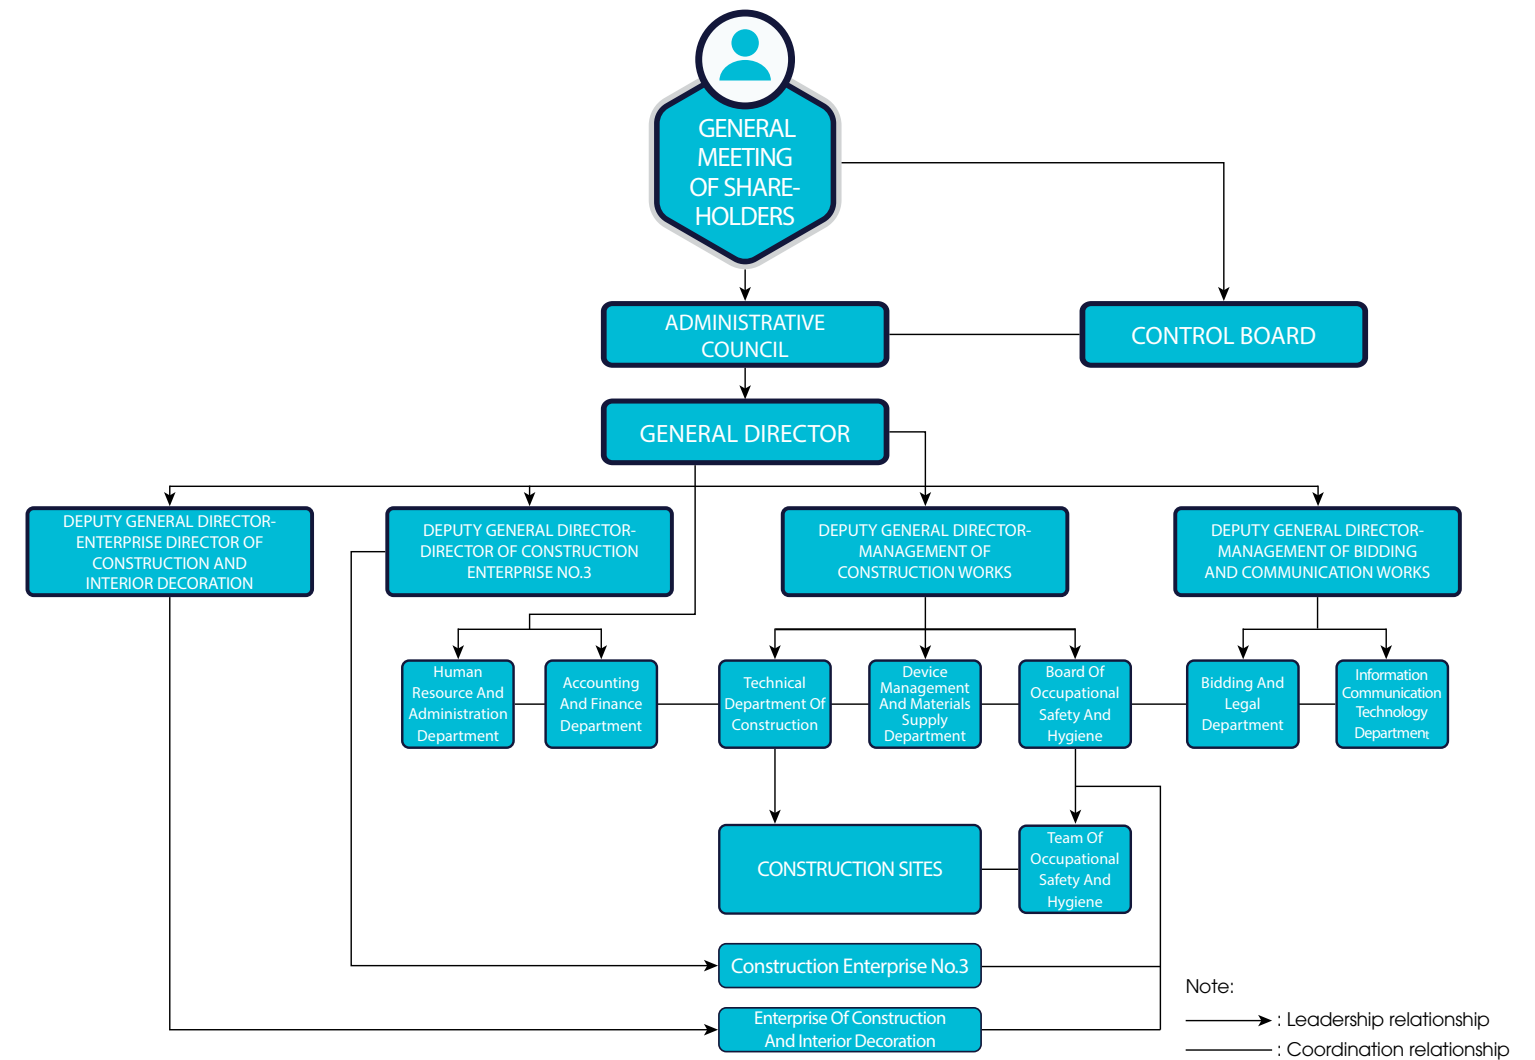 GENERAL
MEETING
OF SHARE-
HOLDERS
ADMINISTRATIVE
COUNCIL
CONTROL BOARD
GENERAL DIRECTOR
DEPUTY GENERAL DIRECTOR-
ENTERPRISE DIRECTOR OF
CONSTRUCTION AND
INTERIOR DECORATION
DEPUTY GENERAL DIRECTOR-
DIRECTOR OF CONSTRUCTION
ENTERPRISE NO.3
DEPUTY GENERAL DIRECTOR-
MANAGEMENT OF
CONSTRUCTION WORKS
DEPUTY GENERAL DIRECTOR-
MANAGEMENT OF BIDDING
AND COMMUNICATION WORKS
Human
Resource And
Administration
Department
Accounting
And Finance
Department
Technical
Department Of
Construction
Device
Management
And Materials
Supply
Department
Board Of
Occupational
Safety And
Hygiene
Bidding And
Legal
Department
Information
Communication
Technology
Department
CONSTRUCTION SITES
Team Of
Occupational
Safety And
Hygiene
Construction Enterprise No.3
Enterprise Of Construction
And Interior Decoration
Note:
: Leadership relationship
: Coordination relationship